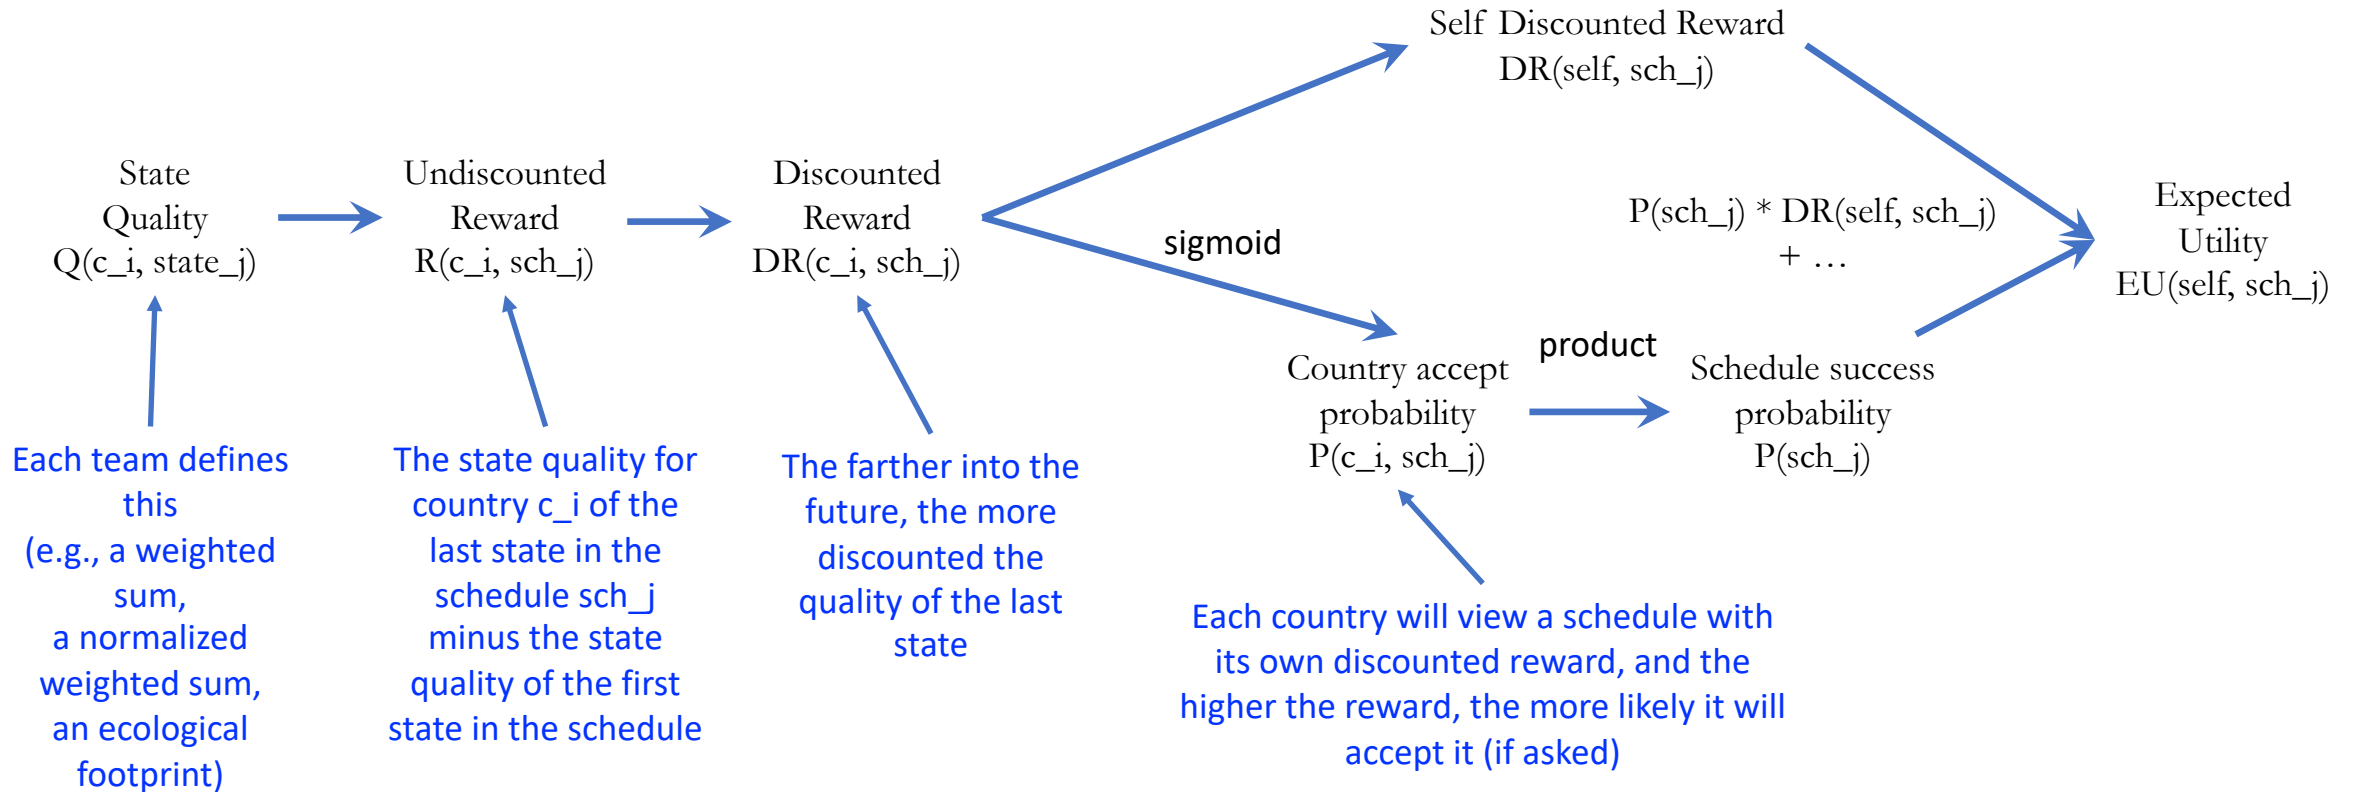 State
Quality
Q(c_i, state_j)
Undiscounted
Reward
R(c_i, sch_j)
Discounted
Reward
DR(c_i, sch_j)
Self Discounted Reward
DR(self, sch_j)
sigmoid
P(sch_j) * DR(self, sch_j)
+ …
Expected
Utility
EU(self, sch_j)
Country accept
probability
P(c_i, sch_j)
product
Schedule success
probability
P(sch_j)
Each team defines
this
(e.g., a weighted
sum,
a normalized
weighted sum,
an ecological
footprint)
The state quality for
country c_i of the
last state in the
schedule sch_j
minus the state
quality of the first
state in the schedule
The farther into the
future, the more
discounted the
quality of the last
state
Each country will view a schedule with
its own discounted reward, and the
higher the reward, the more likely it will
accept it (if asked)